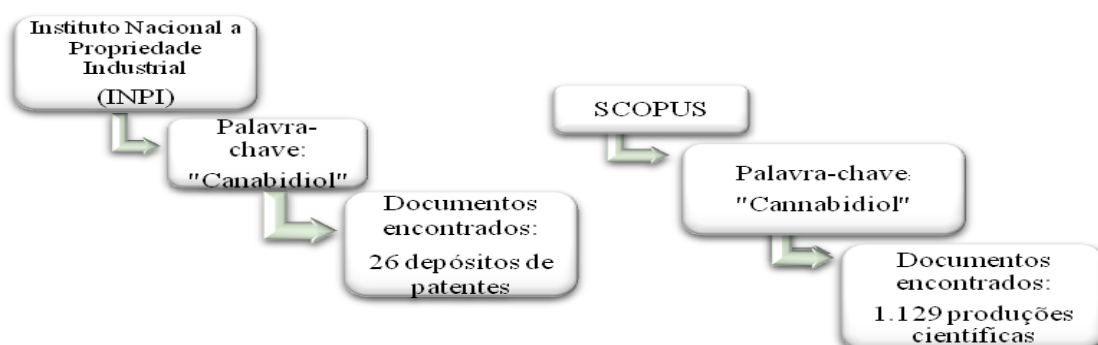 Instituto Nacional a
Propriedade
Industrial
(INPI)
Palavra-
chave:
"Canabidiol"
Documentos
encontrados:
26 depósitos de
patentes
SCOPUS
Palavra-chave:
"Cannabidiol"
Documentos
encontrados:
1.129 produções
científicas